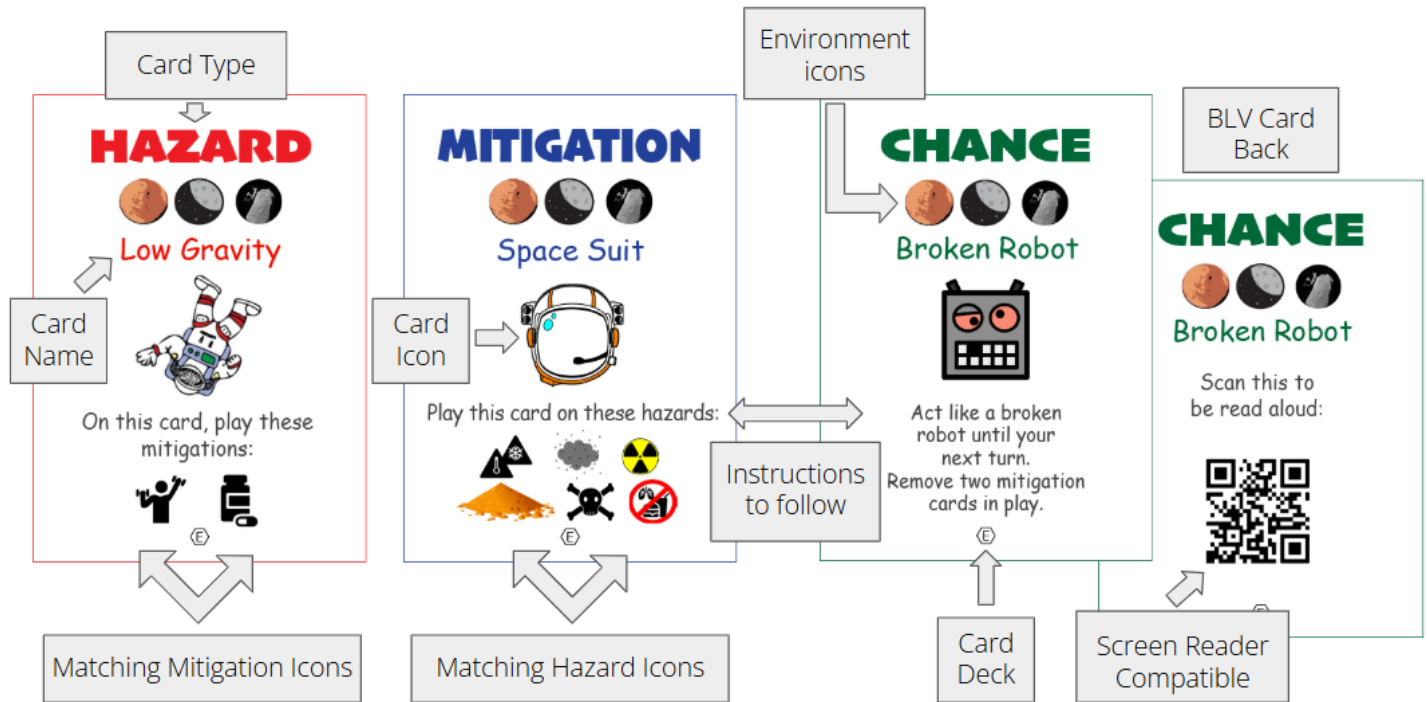 Card Type
HAZARD
Low Gravity
Card
Name
On this card, play these
mitigations:
E
Matching Mitigation Icons
MITIGATION
Space Suit
Card
Icon
Play this card on these hazards:
E
Matching Hazard Icons
Environment
icons
CHANCE
Broken Robot
Act like a broken
robot until your
next turn.
Remove two mitigation
cards in play.
E
Instructions
to follow
Card
Deck
BLV Card
Back
CHANCE
Broken Robot
Scan this to
be read aloud:
Screen Reader
Compatible